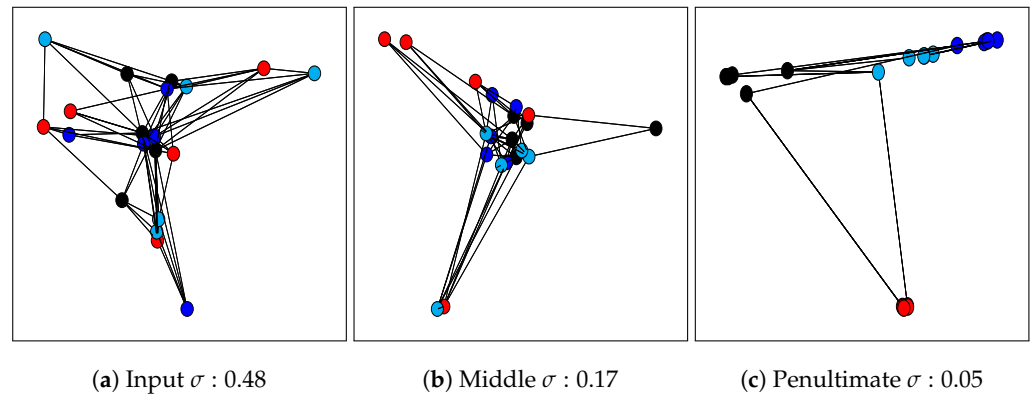 (a) Input σ : 0.48
(b) Middle σ : 0.17
(c) Penultimate σ : 0.05